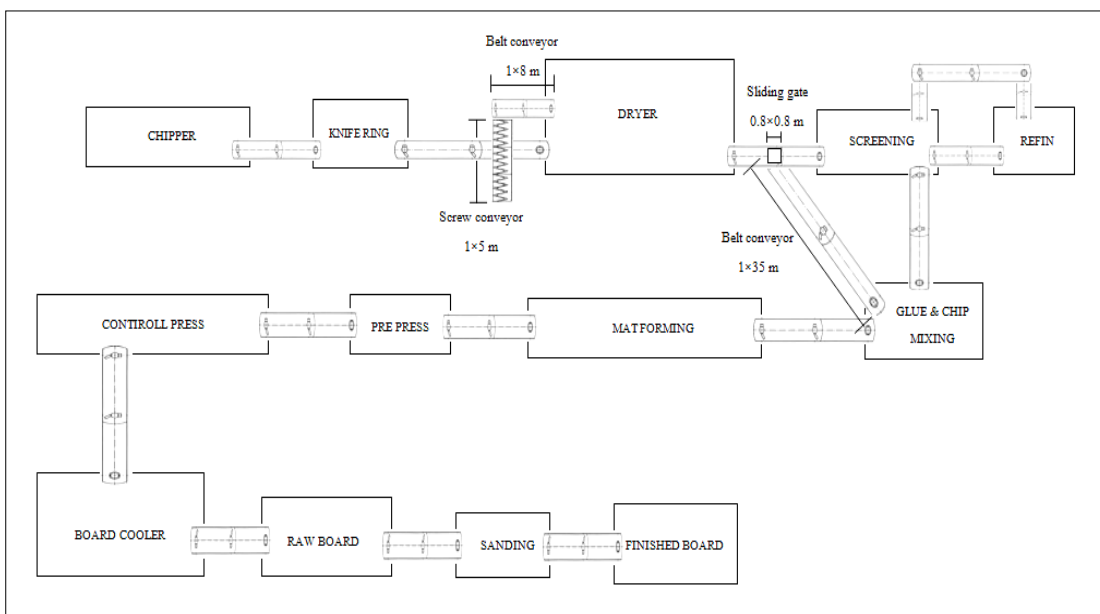 Belt conveyor
1×8 m
DRYER
Sliding gate
0.8×0.8 m
CHIPPER
KNIFE RING
SCREENING
REFIN
Screw conveyor
1×5 m
Belt conveyor
1×35 m
CONTIROLL PRESS
PRE PRESS
MAT FORMING
GLUE & CHIP
MIXING
BOARD COOLER
RAW BOARD
SANDING
FINISHED BOARD